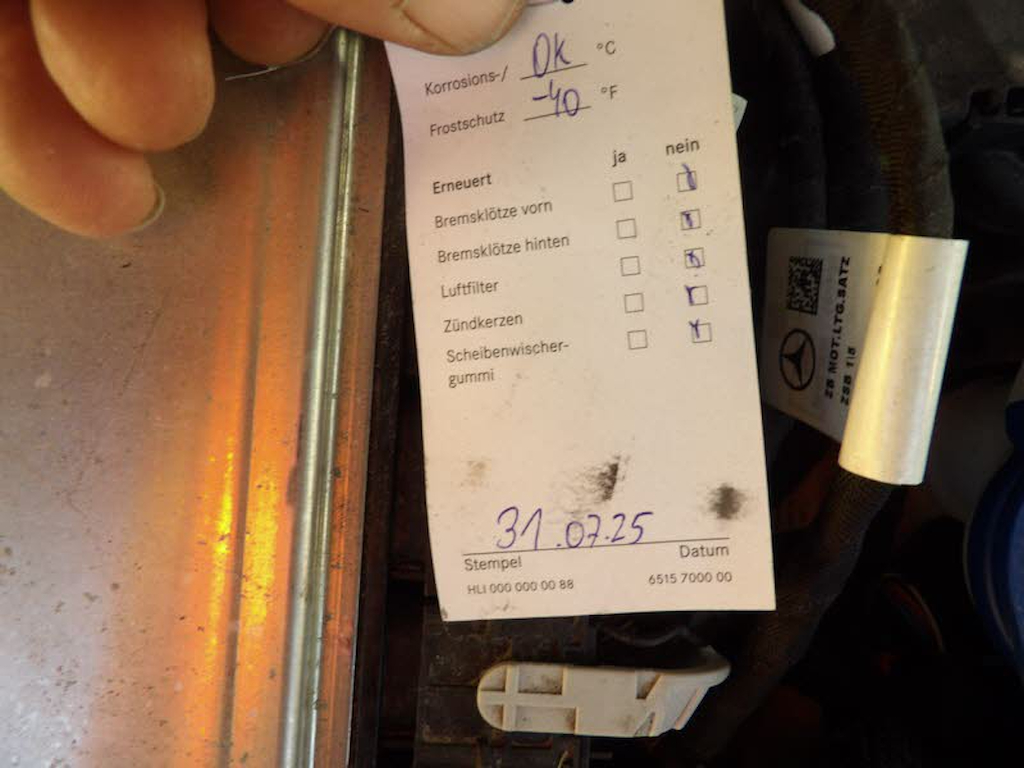 OK °C
Korrosions-/
-40 °F
Frostschutz
ja nein
Erneuert
Bremsklötze vorn
Bremsklötze hinten
Luftfilter
Zündkerzen
Scheibenwischer-
gummi
31.07.25
Stempel Datum
HLI 000 000 00 88 6515 7000 00
ZB MOT.LTG.SATZ